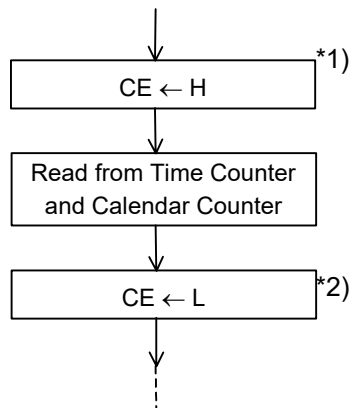 *1)
CE ← H
Read from Time Counter
and Calendar Counter
*2)
CE ← L